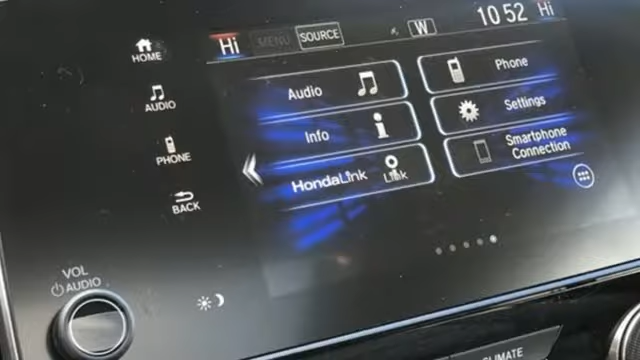 Hi
MENU
SOURCE
W
10 52
Hi
HOME
AUDIO
PHONE
BACK
VOL
AUDIO
Audio
Phone
Info
Settings
HondaLink
Link
Smartphone
Connection
CLIMATE